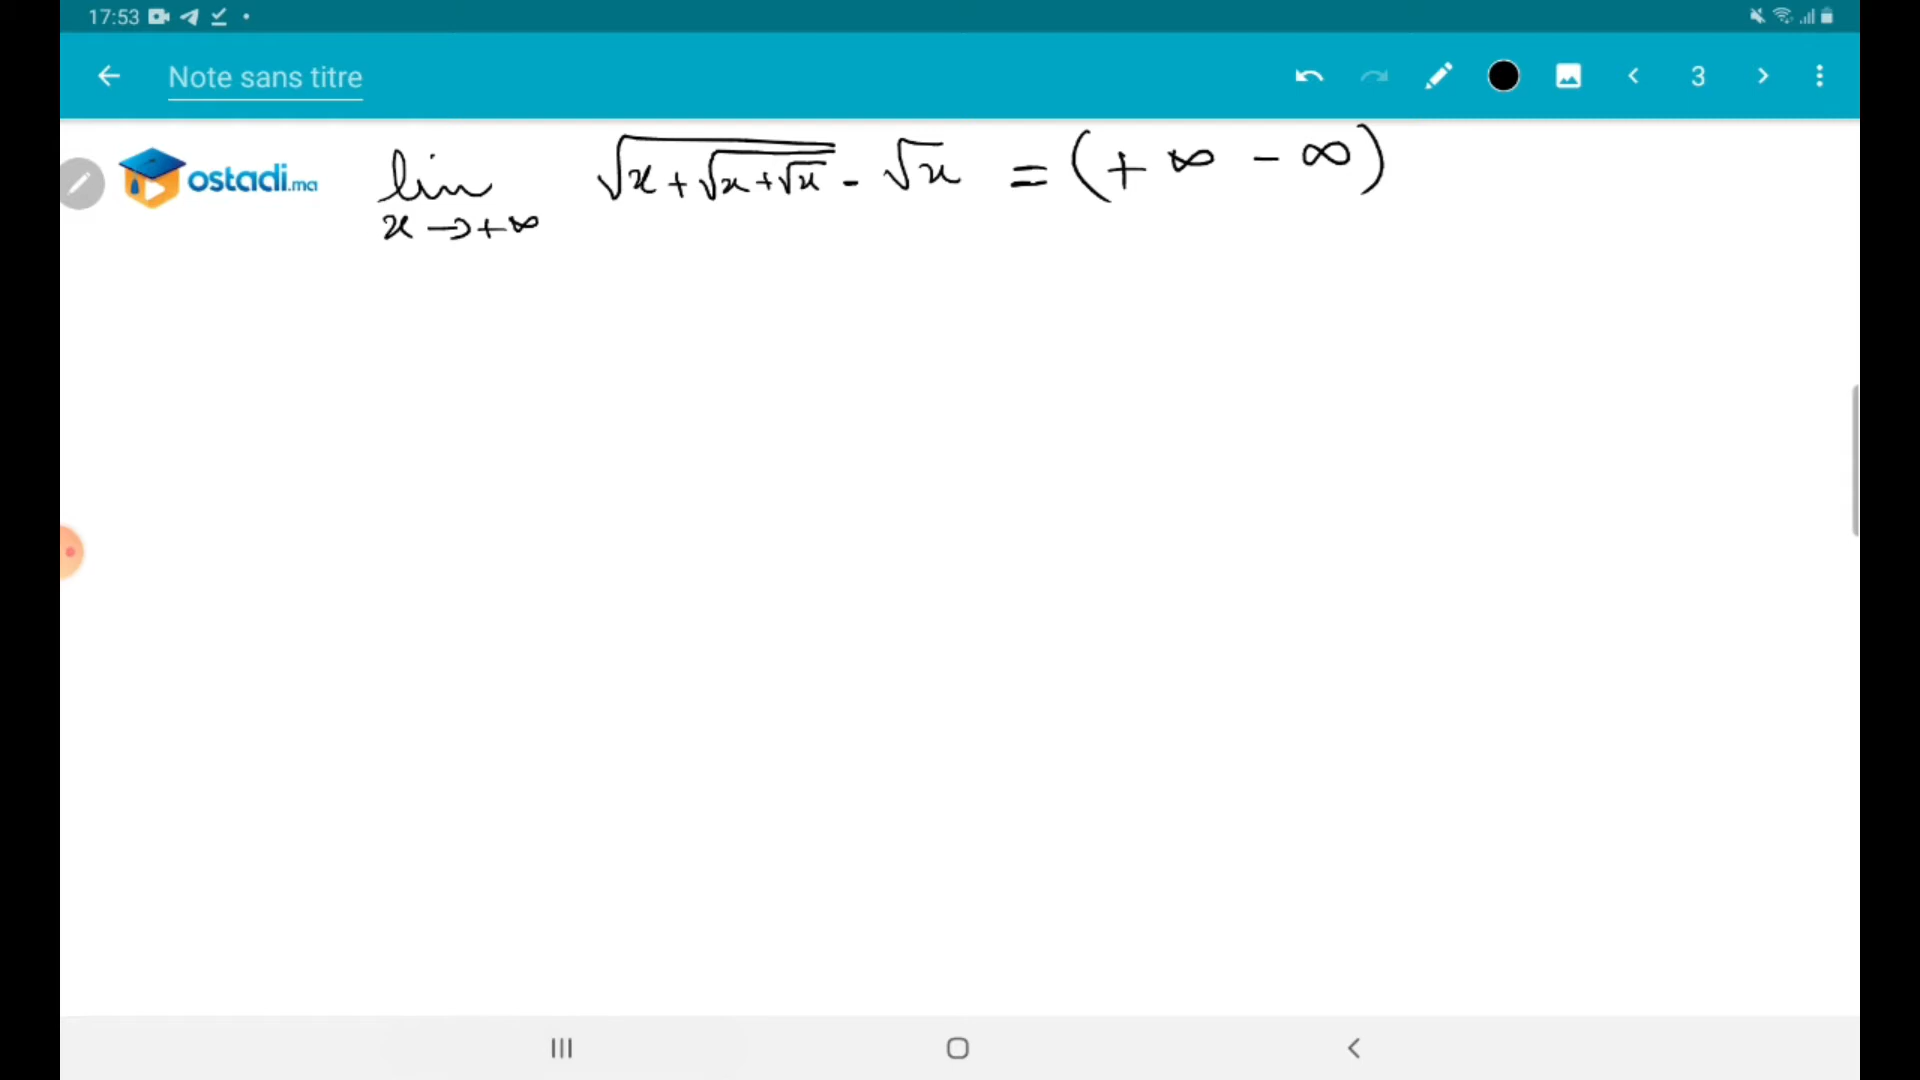 17:53
Note sans titre
3
ostadi.ma
lim √(x + √(x + √x)) - √x = (+∞ - ∞)
x → +∞